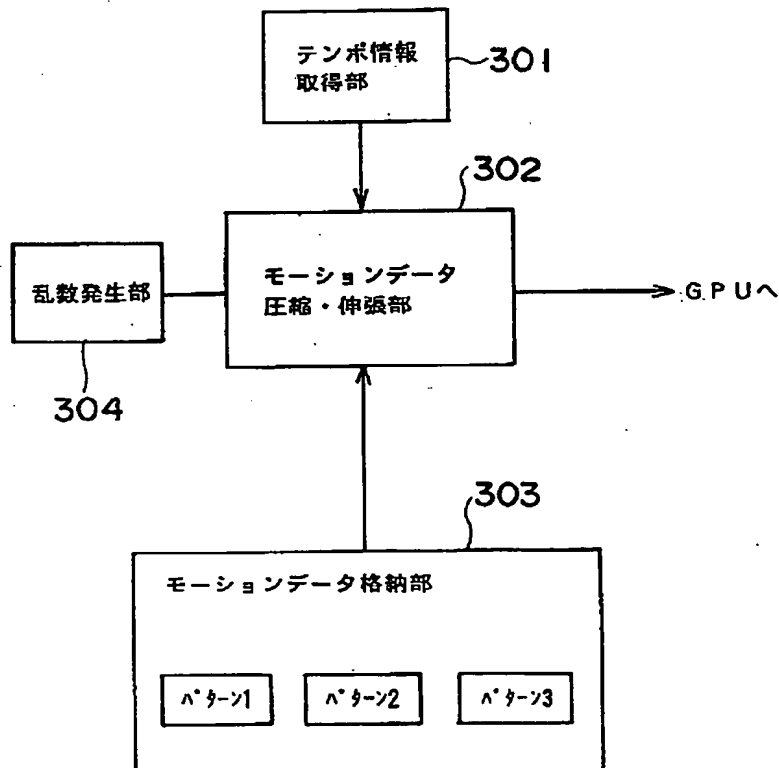 テンポ情報
取得部
301
302
乱数発生部
モーションデータ
圧縮・伸張部
GPUへ
304
303
モーションデータ格納部
パターン1
パターン2
パターン3